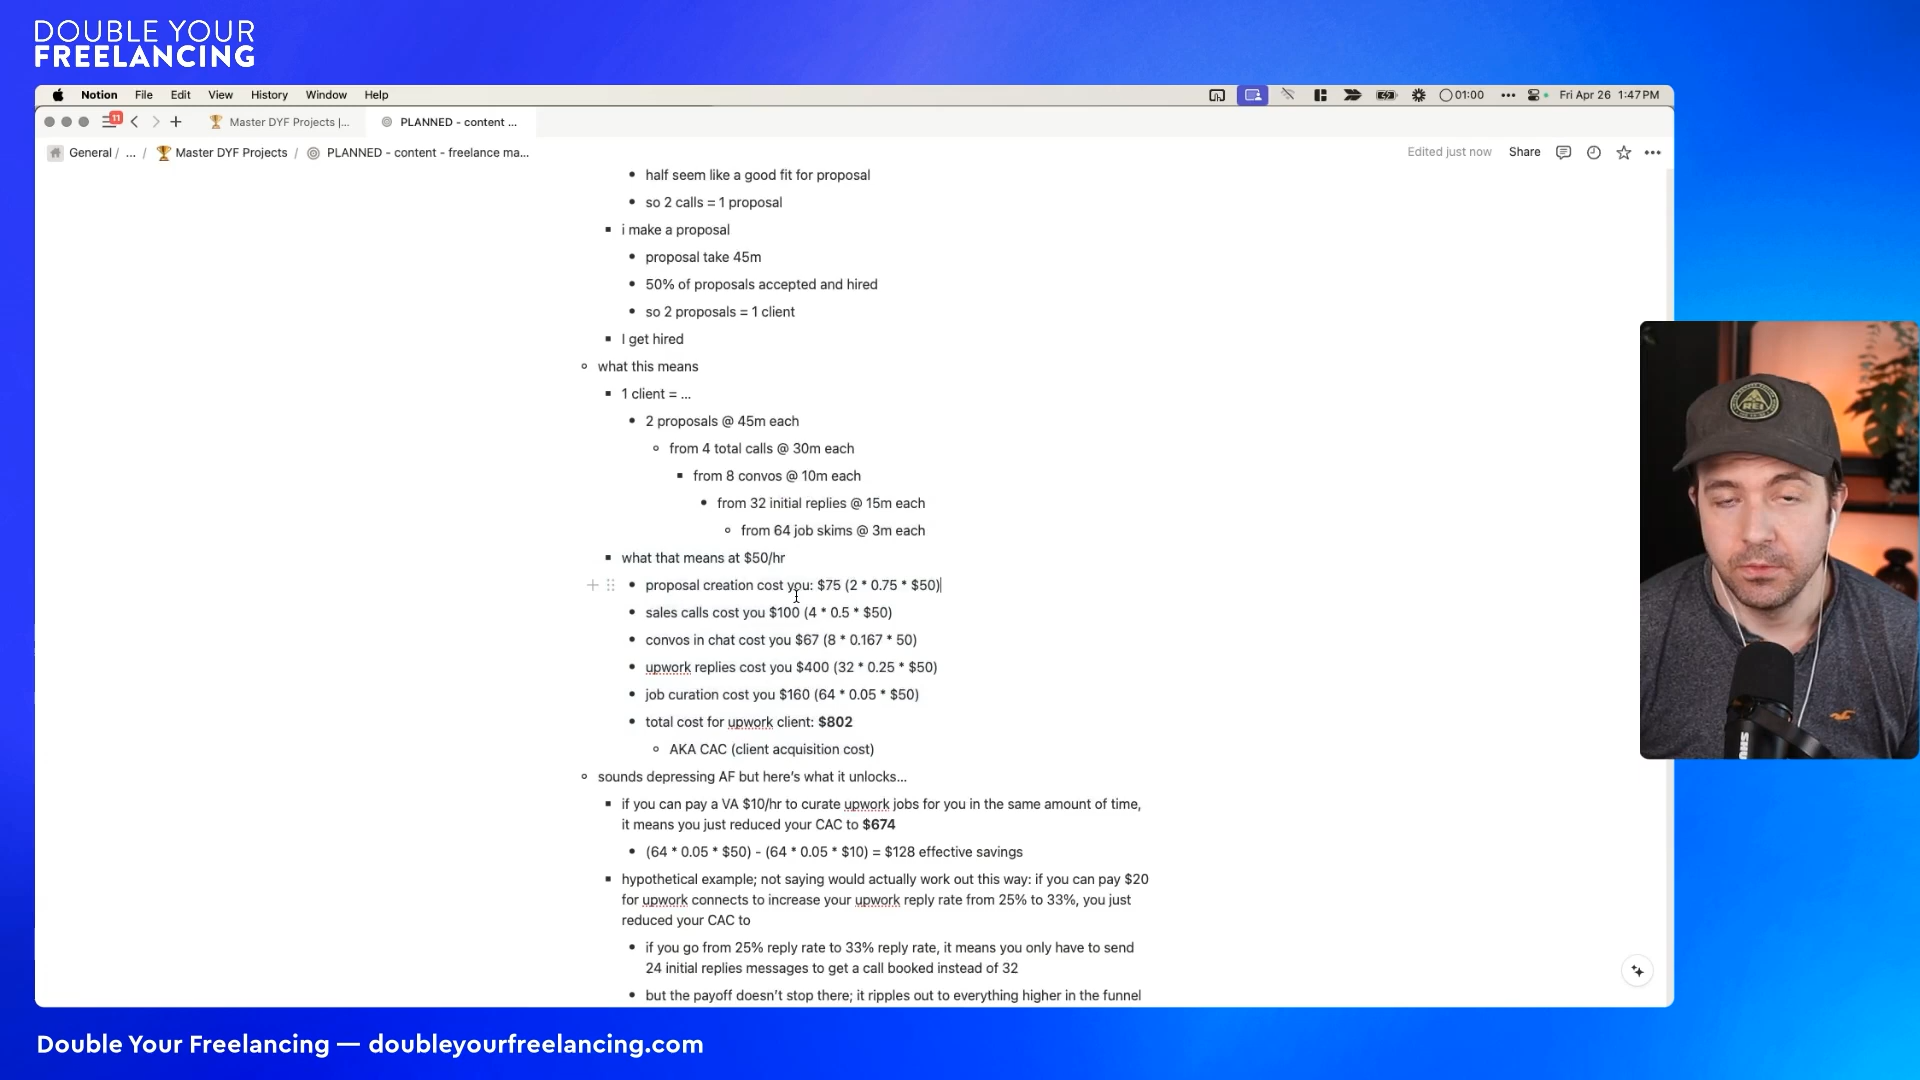 DOUBLE YOUR
FREELANCING
Notion File Edit View History Window Help 01:00 Fri Apr 26 1:47 PM
11 Master DYF Projects |... PLANNED - content ...
General / ... / Master DYF Projects / PLANNED - content - freelance ma... Edited just now Share
half seem like a good fit for proposal
so 2 calls = 1 proposal
i make a proposal
proposal take 45m
50% of proposals accepted and hired
so 2 proposals = 1 client
I get hired
what this means
1 client = ...
2 proposals @ 45m each
from 4 total calls @ 30m each
from 8 convos @ 10m each
from 32 initial replies @ 15m each
from 64 job skims @ 3m each
what that means at $50/hr
proposal creation cost you: $75 (2 * 0.75 * $50)
sales calls cost you $100 (4 * 0.5 * $50)
convos in chat cost you $67 (8 * 0.167 * 50)
upwork replies cost you $400 (32 * 0.25 * $50)
job curation cost you $160 (64 * 0.05 * $50)
total cost for upwork client: $802
AKA CAC (client acquisition cost)
sounds depressing AF but here's what it unlocks...
if you can pay a VA $10/hr to curate upwork jobs for you in the same amount of time,
it means you just reduced your CAC to $674
(64 * 0.05 * $50) - (64 * 0.05 * $10) = $128 effective savings
hypothetical example; not saying would actually work out this way: if you can pay $20
for upwork connects to increase your upwork reply rate from 25% to 33%, you just
reduced your CAC to
if you go from 25% reply rate to 33% reply rate, it means you only have to send
24 initial replies messages to get a call booked instead of 32
but the payoff doesn't stop there; it ripples out to everything higher in the funnel
REI
SHU
Double Your Freelancing — doubleyourfreelancing.com